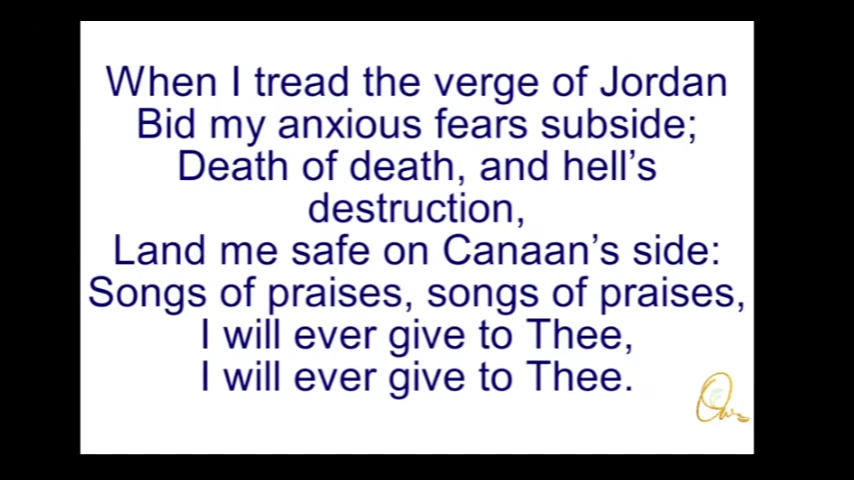 When I tread the verge of Jordan
Bid my anxious fears subside;
Death of death, and hell’s
destruction,
Land me safe on Canaan’s side:
Songs of praises, songs of praises,
I will ever give to Thee,
I will ever give to Thee.